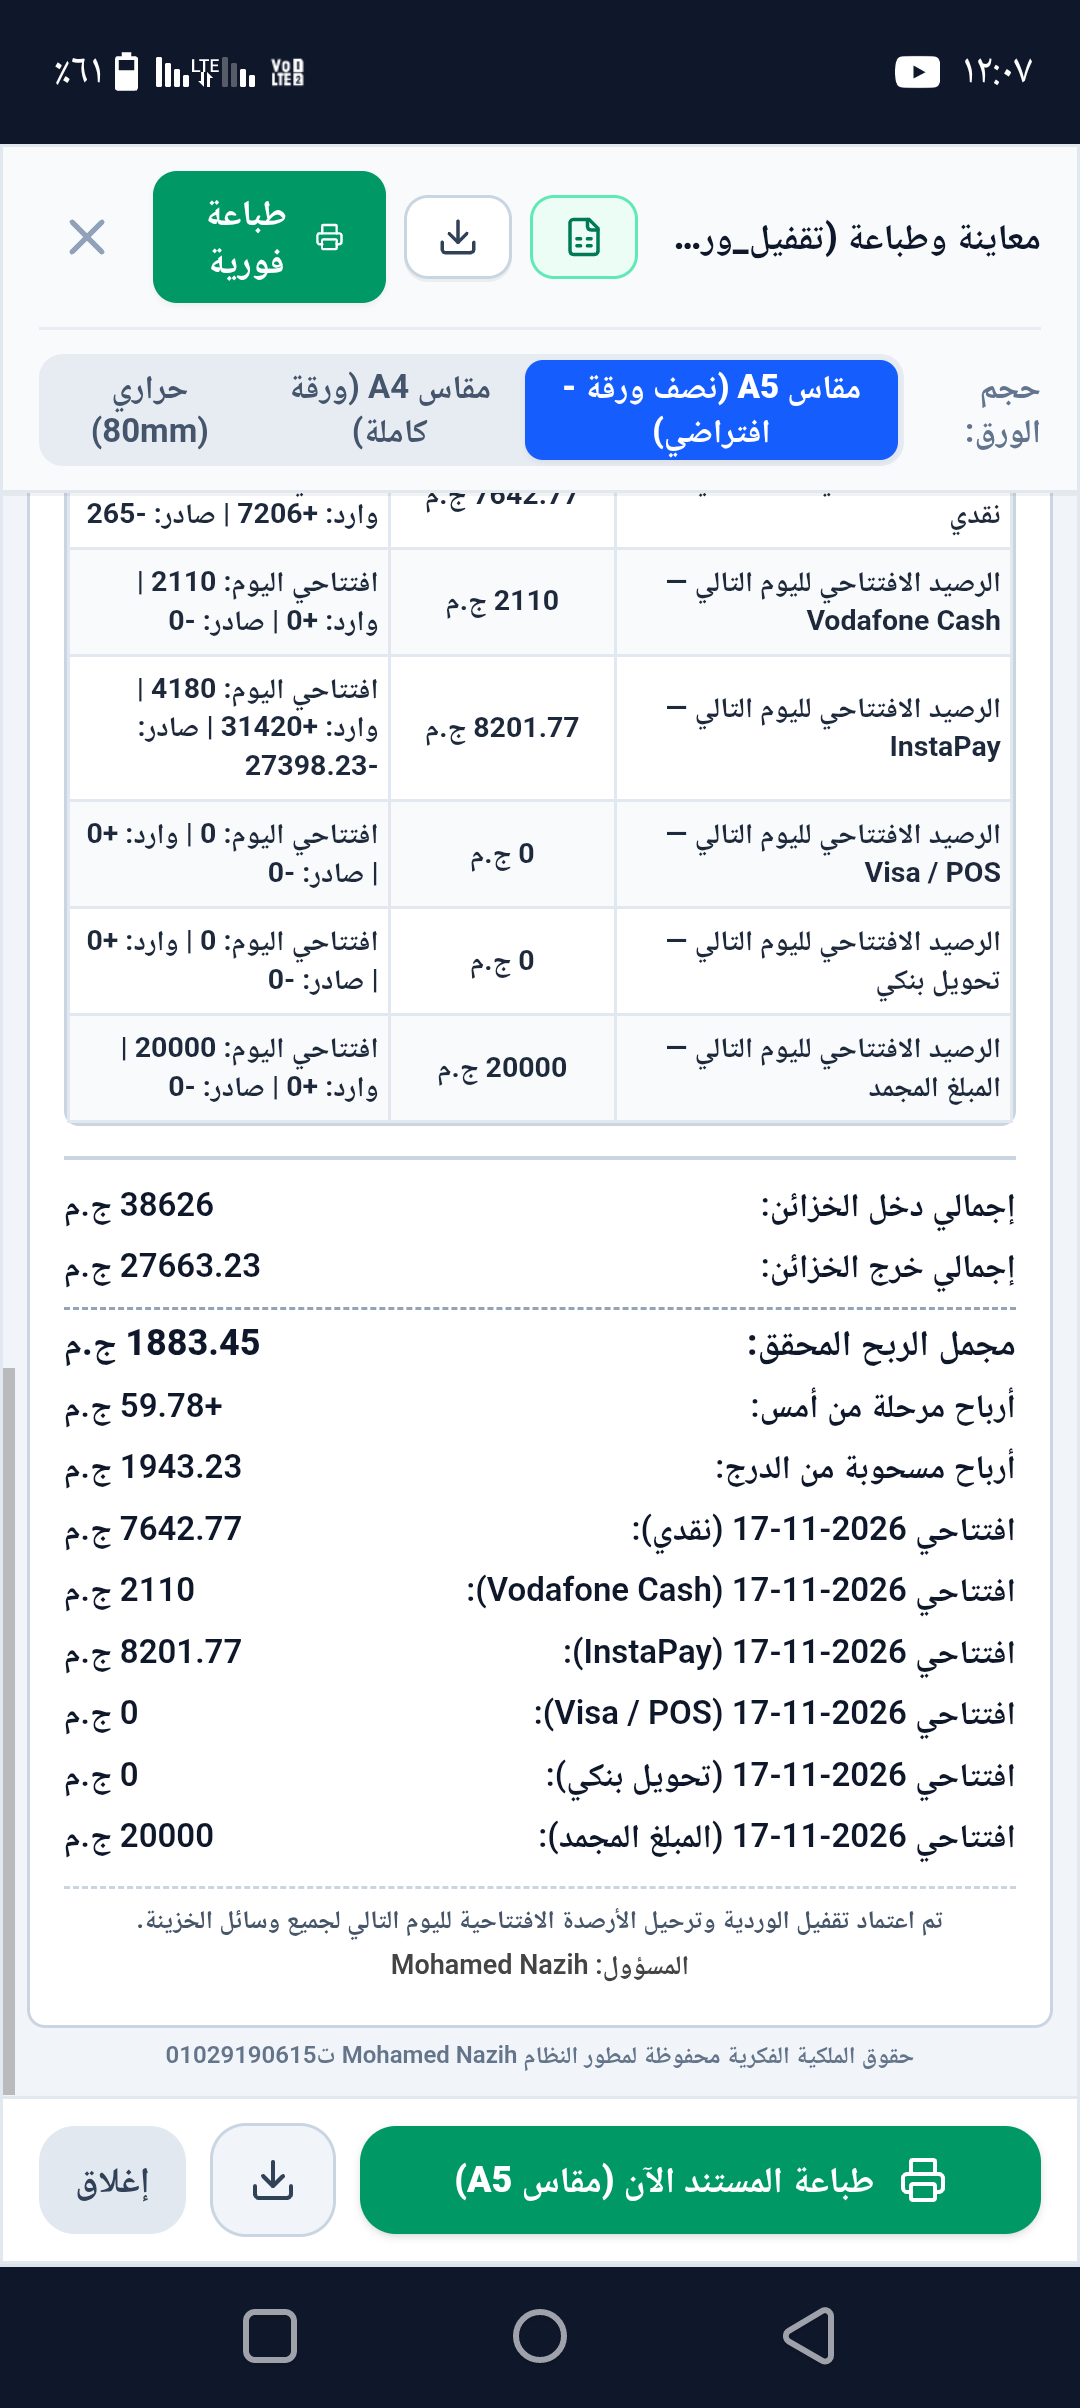 ١٢:٠٧ LTE Vo LTE 1 2 ٪٦١
معاينة وطباعة (تقفيل_ور...
طباعة
فورية
حجم
الورق:
مقاس A5 (نصف ورقة -
افتراضي)
مقاس A4 (ورقة
كاملة)
حراري
(80mm)
نقدي
7642.77 ج.م
وارد: +7206 | صادر: -265
الرصيد الافتتاحي لليوم التالي —
Vodafone Cash
2110 ج.م
افتتاحي اليوم: 2110 |
وارد: +0 | صادر: -0
الرصيد الافتتاحي لليوم التالي —
InstaPay
8201.77 ج.م
افتتاحي اليوم: 4180 |
وارد: +31420 | صادر:
-27398.23
الرصيد الافتتاحي لليوم التالي —
Visa / POS
0 ج.م
افتتاحي اليوم: 0 | وارد: +0
| صادر: -0
الرصيد الافتتاحي لليوم التالي —
تحويل بنكي
0 ج.م
افتتاحي اليوم: 0 | وارد: +0
| صادر: -0
الرصيد الافتتاحي لليوم التالي —
المبلغ المجمد
20000 ج.م
افتتاحي اليوم: 20000 |
وارد: +0 | صادر: -0
إجمالي دخل الخزائن: 38626 ج.م
إجمالي خرج الخزائن: 27663.23 ج.م
مجمل الربح المحقق: 1883.45 ج.م
أرباح مرحلة من أمس: +59.78 ج.م
أرباح مسحوبة من الدرج: 1943.23 ج.م
افتتاحي 2026-11-17 (نقدي): 7642.77 ج.م
افتتاحي 2026-11-17 (Vodafone Cash): 2110 ج.م
افتتاحي 2026-11-17 (InstaPay): 8201.77 ج.م
افتتاحي 2026-11-17 (Visa / POS): 0 ج.م
افتتاحي 2026-11-17 (تحويل بنكي): 0 ج.م
افتتاحي 2026-11-17 (المبلغ المجمد): 20000 ج.م
تم اعتماد تقفيل الوردية وترحيل الأرصدة الافتتاحية لليوم التالي لجميع وسائل الخزينة.
المسؤول: Mohamed Nazih
حقوق الملكية الفكرية محفوظة لمطور النظام Mohamed Nazih ت01029190615
طباعة المستند الآن (مقاس A5)
إغلاق